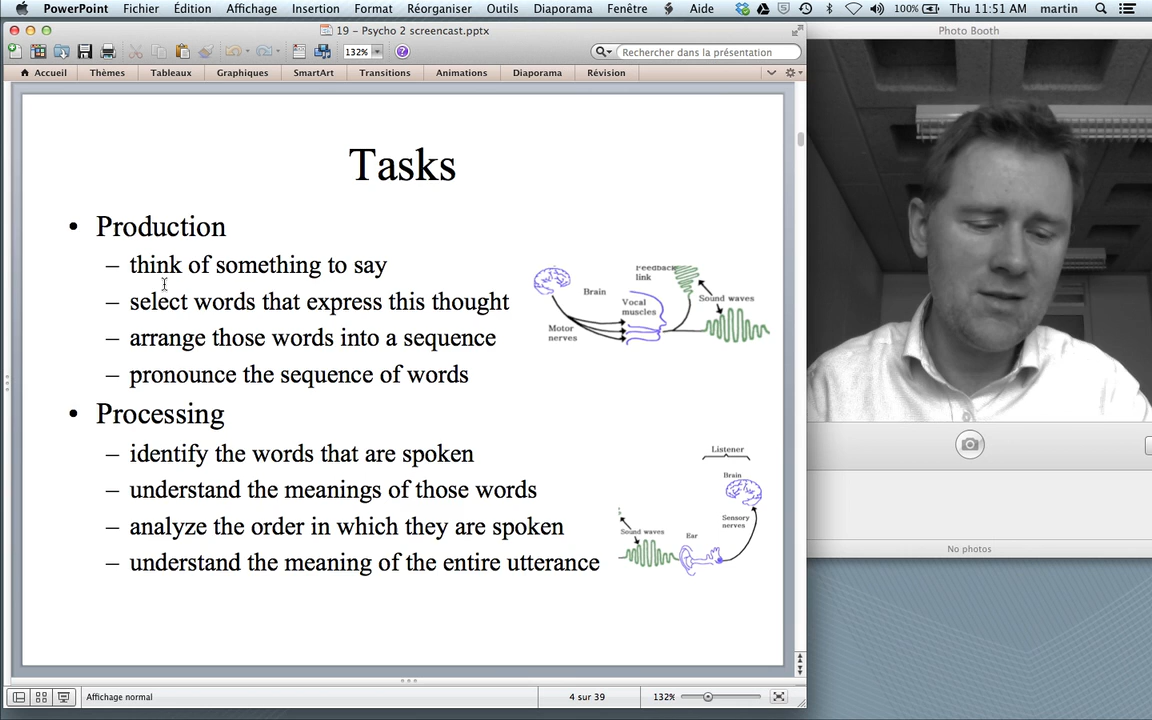 PowerPoint Fichier Édition Affichage Insertion Format Réorganiser Outils Diaporama Fenêtre Aide 100% Thu 11:51 AM martin
19 – Psycho 2 screencast.pptx
132% Rechercher dans la présentation
Accueil Thèmes Tableaux Graphiques SmartArt Transitions Animations Diaporama Révision
Tasks
• Production
– think of something to say
– select words that express this thought
– arrange those words into a sequence
– pronounce the sequence of words
• Processing
– identify the words that are spoken
– understand the meanings of those words
– analyze the order in which they are spoken
– understand the meaning of the entire utterance
Feedback
link
Brain
Vocal
muscles
Sound waves
Motor
nerves
Listener
Brain
Sensory
nerves
Sound waves
Ear
Affichage normal 4 sur 39 132%
Photo Booth
No photos